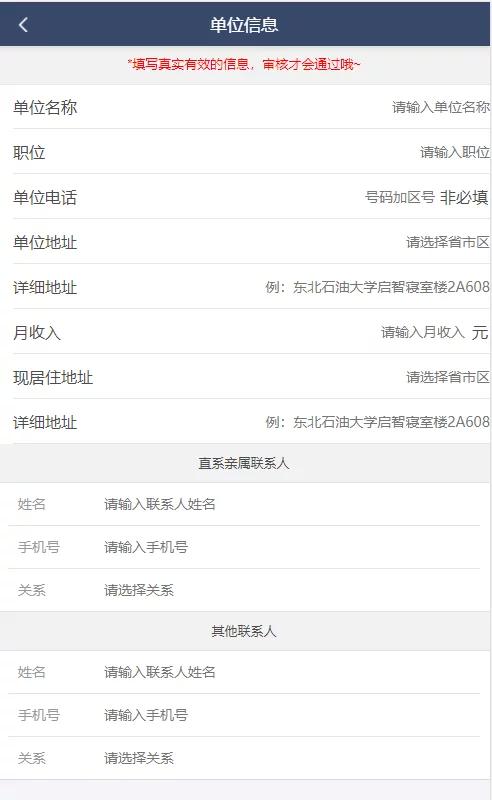 单位信息
*填写真实有效的信息，审核才会通过哦~
单位名称 请输入单位名称
职位 请输入职位
单位电话 号码加区号 非必填
单位地址 请选择省市区
详细地址 例：东北石油大学启智寝室楼2A608
月收入 请输入月收入 元
现居住地址 请选择省市区
详细地址 例：东北石油大学启智寝室楼2A608
直系亲属联系人
姓名 请输入联系人姓名
手机号 请输入手机号
关系 请选择关系
其他联系人
姓名 请输入联系人姓名
手机号 请输入手机号
关系 请选择关系